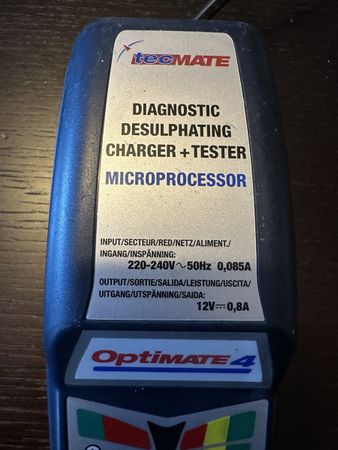 tecMATE
DIAGNOSTIC
DESULPHATING
CHARGER + TESTER
MICROPROCESSOR
INPUT/SECTEUR/RED/NETZ/ALIMENT./
INGANG/INSPÄNNING:
220-240V ~ 50Hz 0,085A
OUTPUT/SORTIE/SALIDA/LEISTUNG/USCITA/
UITGANG/UTSPÄNNING/SAIDA:
12V ⎓ 0,8A
OptiMATE 4